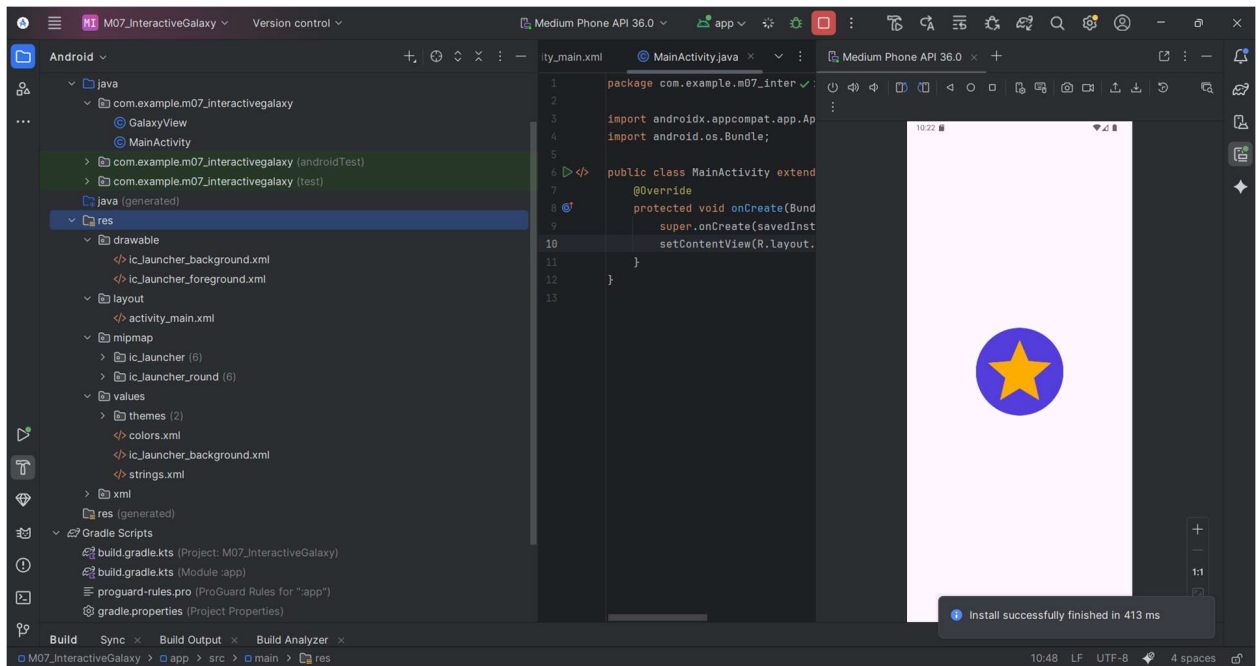 MI M07_InteractiveGalaxy Version control Medium Phone API 36.0 app
Android
java
com.example.m07_interactivegalaxy
GalaxyView
MainActivity
com.example.m07_interactivegalaxy (androidTest)
com.example.m07_interactivegalaxy (test)
java (generated)
res
drawable
ic_launcher_background.xml
ic_launcher_foreground.xml
layout
activity_main.xml
mipmap
ic_launcher (6)
ic_launcher_round (6)
values
themes (2)
colors.xml
ic_launcher_background.xml
strings.xml
xml
res (generated)
Gradle Scripts
build.gradle.kts (Project: M07_InteractiveGalaxy)
build.gradle.kts (Module :app)
proguard-rules.pro (ProGuard Rules for ":app")
gradle.properties (Project Properties)
ity_main.xml MainActivity.java
1 package com.example.m07_inter
2
3 import androidx.appcompat.app.Ap
4 import android.os.Bundle;
5
6 public class MainActivity extend
7 @Override
8 protected void onCreate(Bund
9 super.onCreate(savedInst
10 setContentView(R.layout.
11 }
12 }
13
Medium Phone API 36.0
10:22
1:1
Install successfully finished in 413 ms
Build Sync Build Output Build Analyzer
M07_InteractiveGalaxy > app > src > main > res 10:48 LF UTF-8 4 spaces